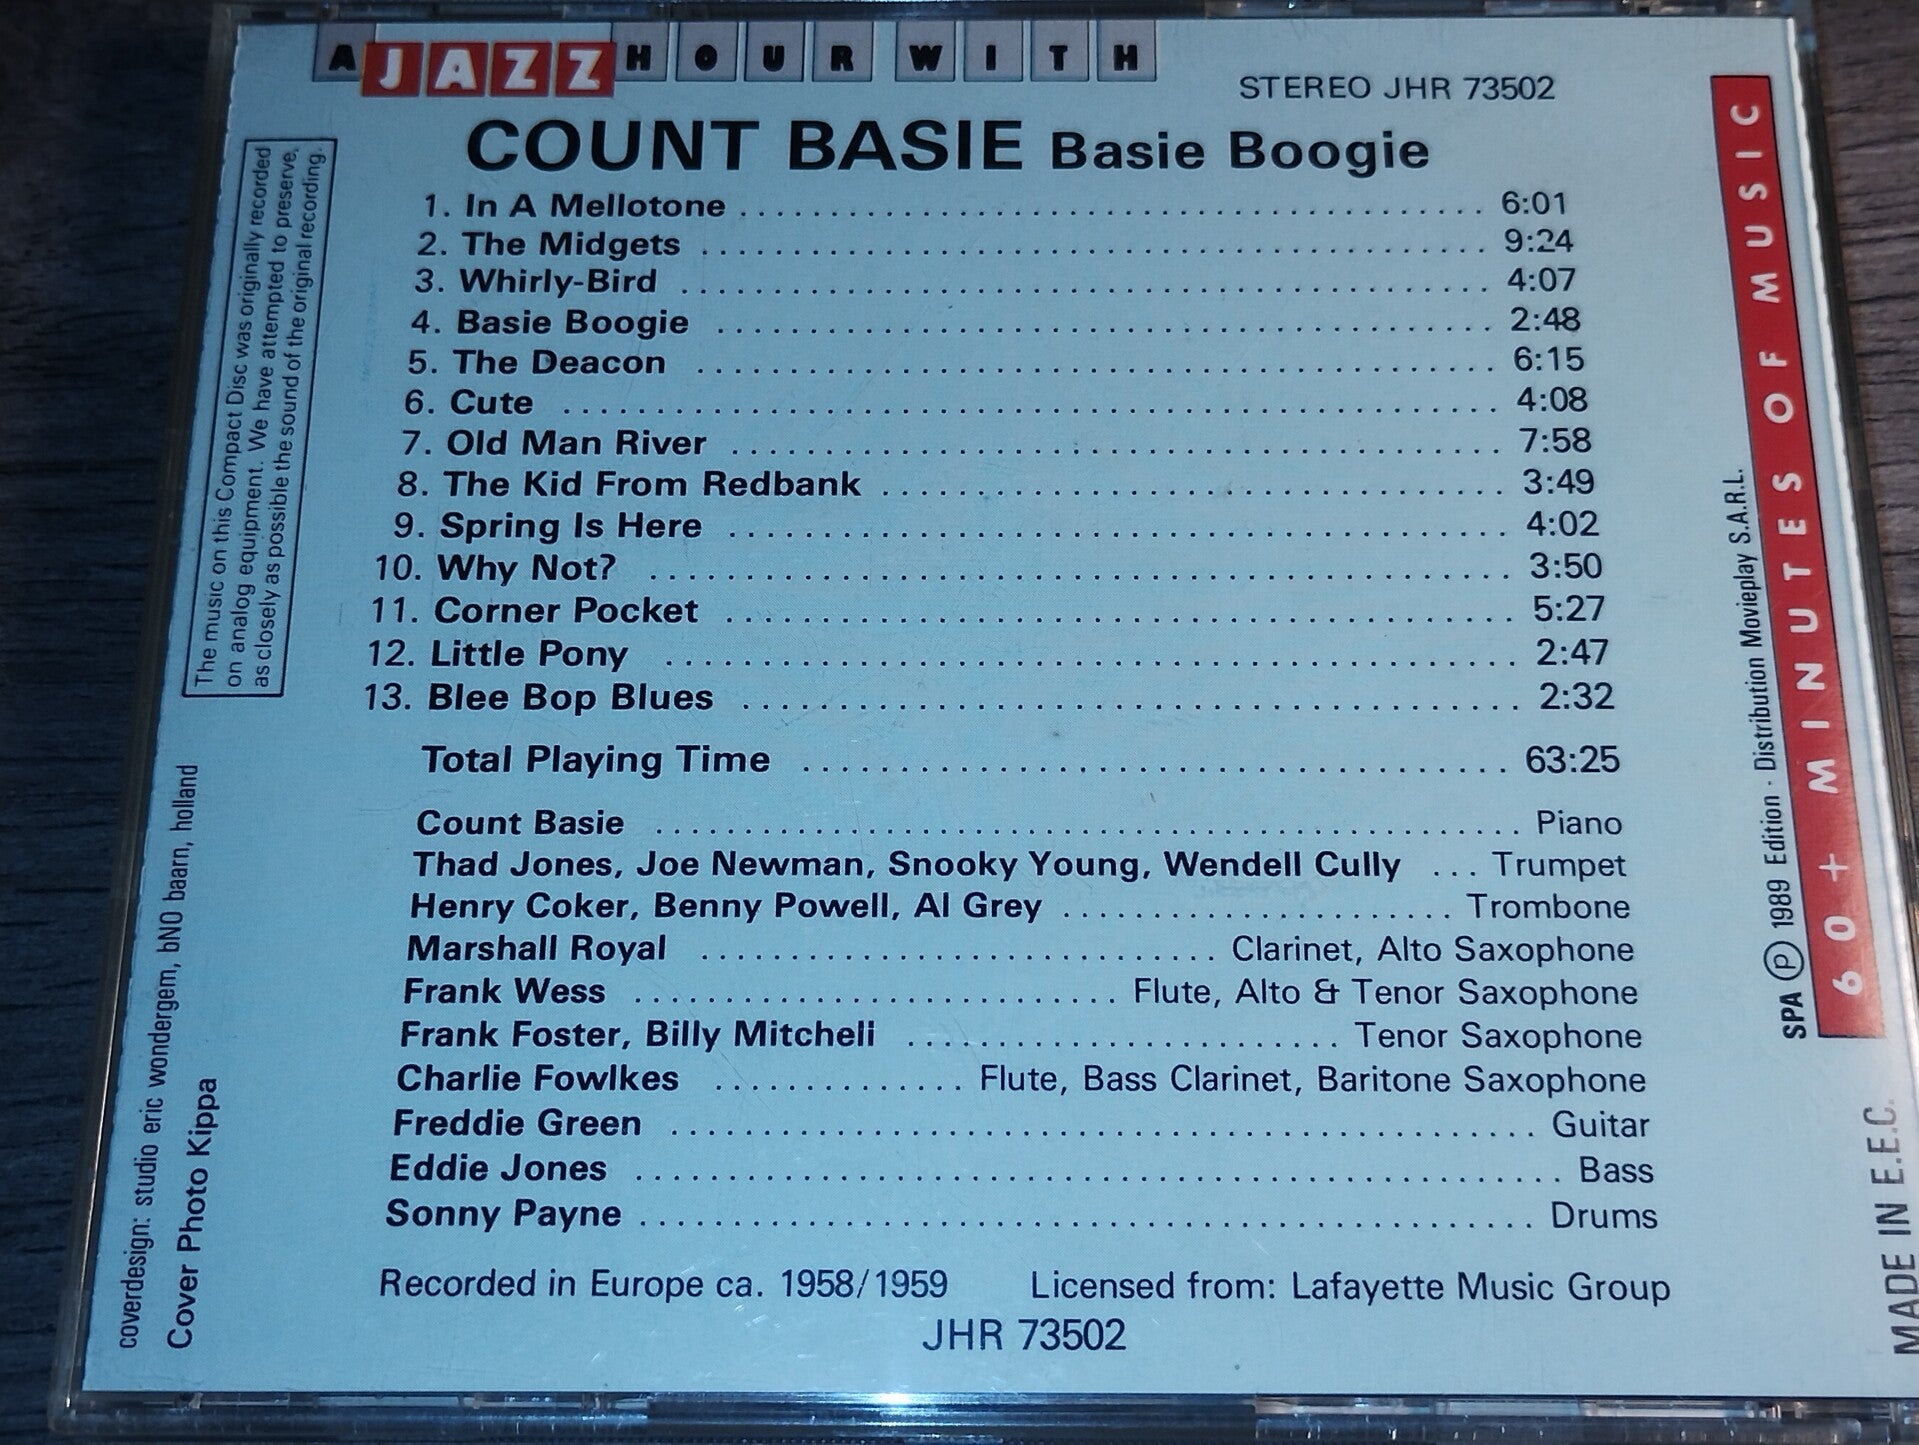 A JAZZ HOUR WITH
STEREO JHR 73502
COUNT BASIE Basie Boogie
1. In A Mellotone 6:01
2. The Midgets 9:24
3. Whirly-Bird 4:07
4. Basie Boogie 2:48
5. The Deacon 6:15
6. Cute 4:08
7. Old Man River 7:58
8. The Kid From Redbank 3:49
9. Spring Is Here 4:02
10. Why Not? 3:50
11. Corner Pocket 5:27
12. Little Pony 2:47
13. Blee Bop Blues 2:32
Total Playing Time 63:25
Count Basie Piano
Thad Jones, Joe Newman, Snooky Young, Wendell Cully ... Trumpet
Henry Coker, Benny Powell, Al Grey Trombone
Marshall Royal Clarinet, Alto Saxophone
Frank Wess Flute, Alto & Tenor Saxophone
Frank Foster, Billy Mitchell Tenor Saxophone
Charlie Fowlkes Flute, Bass Clarinet, Baritone Saxophone
Freddie Green Guitar
Eddie Jones Bass
Sonny Payne Drums
Recorded in Europe ca. 1958/1959 Licensed from: Lafayette Music Group
JHR 73502
The music on this Compact Disc was originally recorded
on analog equipment. We have attempted to preserve,
as closely as possible the sound of the original recording.
coverdesign: studio eric wondergem, bNO baarn, holland
Cover Photo Kippa
SPA ℗ 1989 Edition · Distribution Movieplay S.A.R.L.
60 + MINUTES OF MUSIC
MADE IN E.E.C.